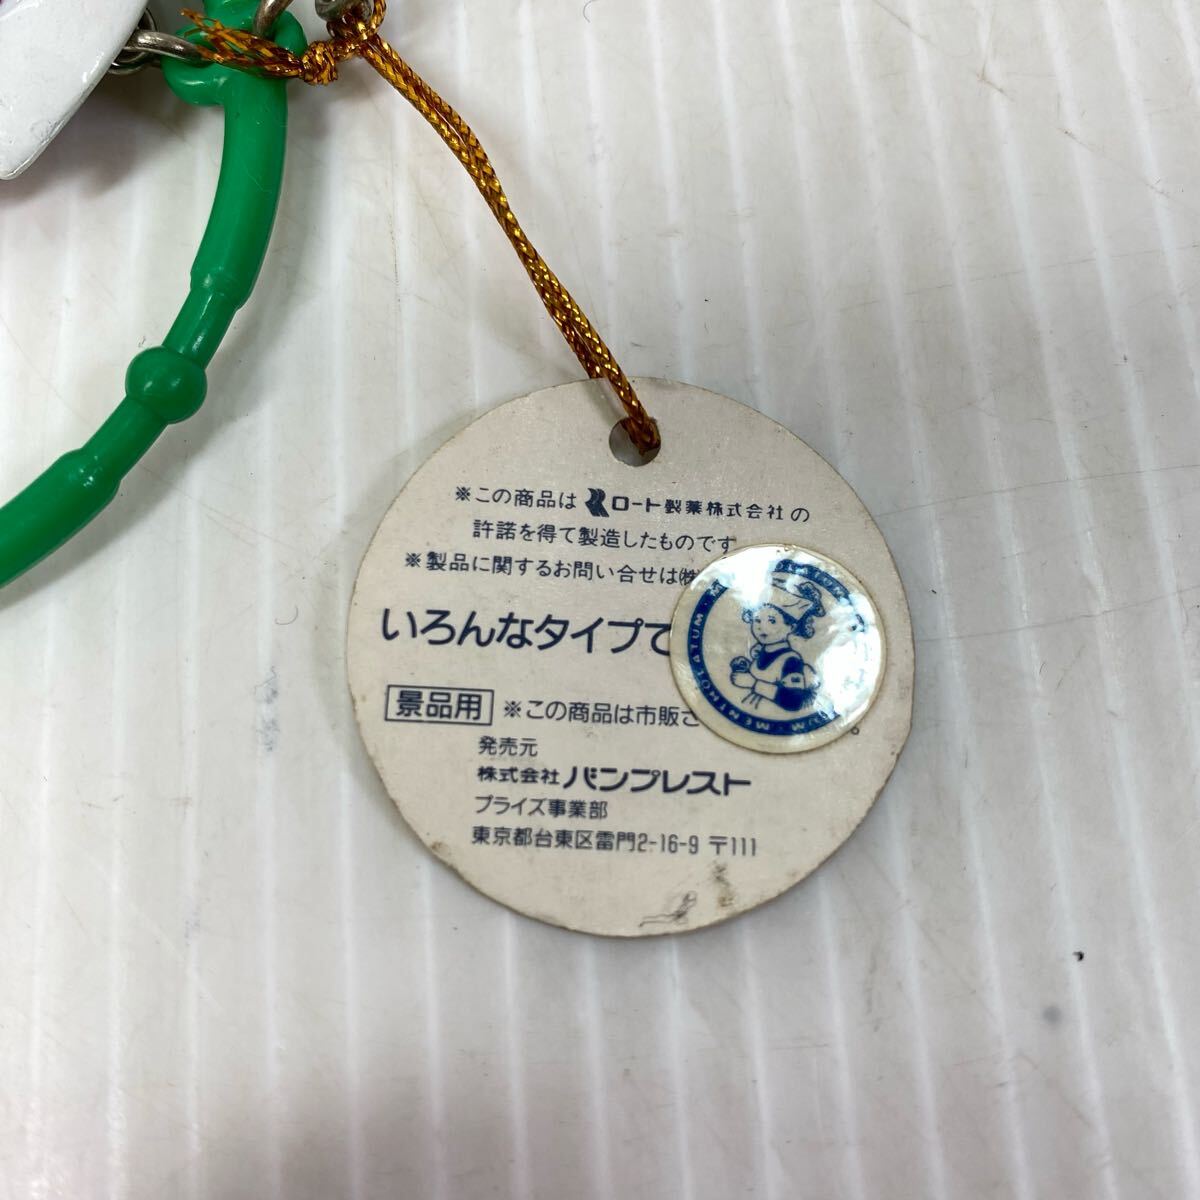 ※この商品は ロート製薬株式会社の
許諾を得て製造したものです
※製品に関するお問い合せは㈱
いろんなタイプで
景品用 ※この商品は市販さ
発売元
株式会社 バンプレスト
プライズ事業部
東京都台東区雷門2-16-9 〒111
MENTHOLATUM